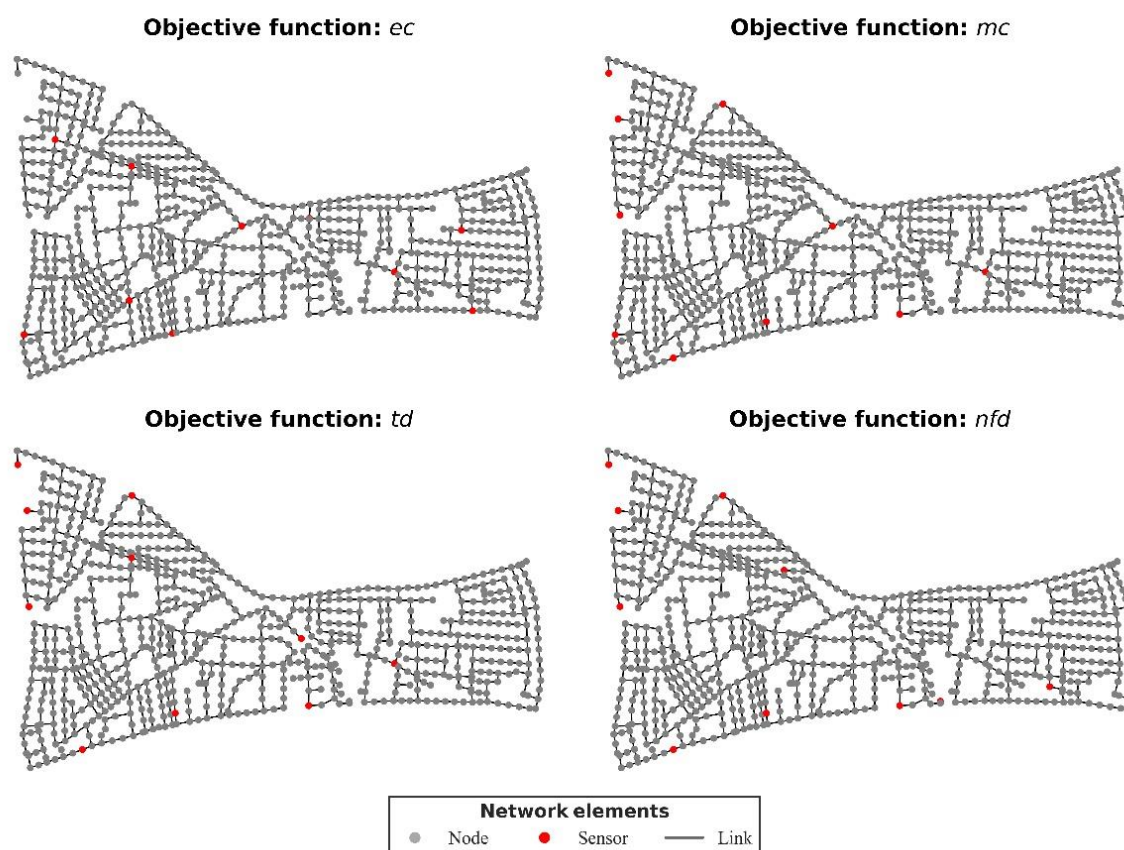 Objective function: ec
Objective function: mc
Objective function: td
Objective function: nfd
Network elements
Node
Sensor
Link